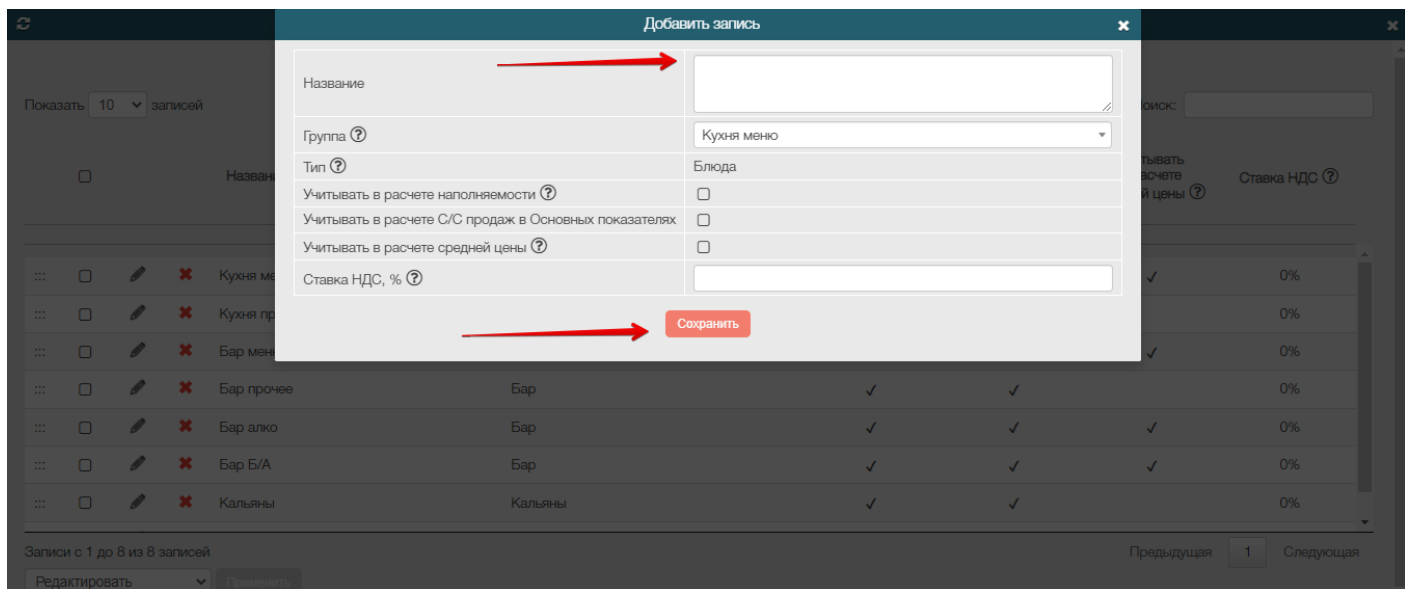 Добавить запись
Показать 10 записей
Поиск:
Название
Группа
Кухня меню
Тип
Блюда
Учитывать в расчете наполняемости
Учитывать в расчете С/С продаж в Основных показателях
Учитывать в расчете средней цены
Ставка НДС, %
Сохранить
Ставка НДС
0%
0%
0%
Бар прочее Бар ✓ ✓ 0%
Бар алко Бар ✓ ✓ ✓ 0%
Бар Б/А Бар ✓ ✓ ✓ 0%
Кальяны Кальяны ✓ ✓ 0%
Записи с 1 до 8 из 8 записей
Предыдущая 1 Следующая
Редактировать Применить